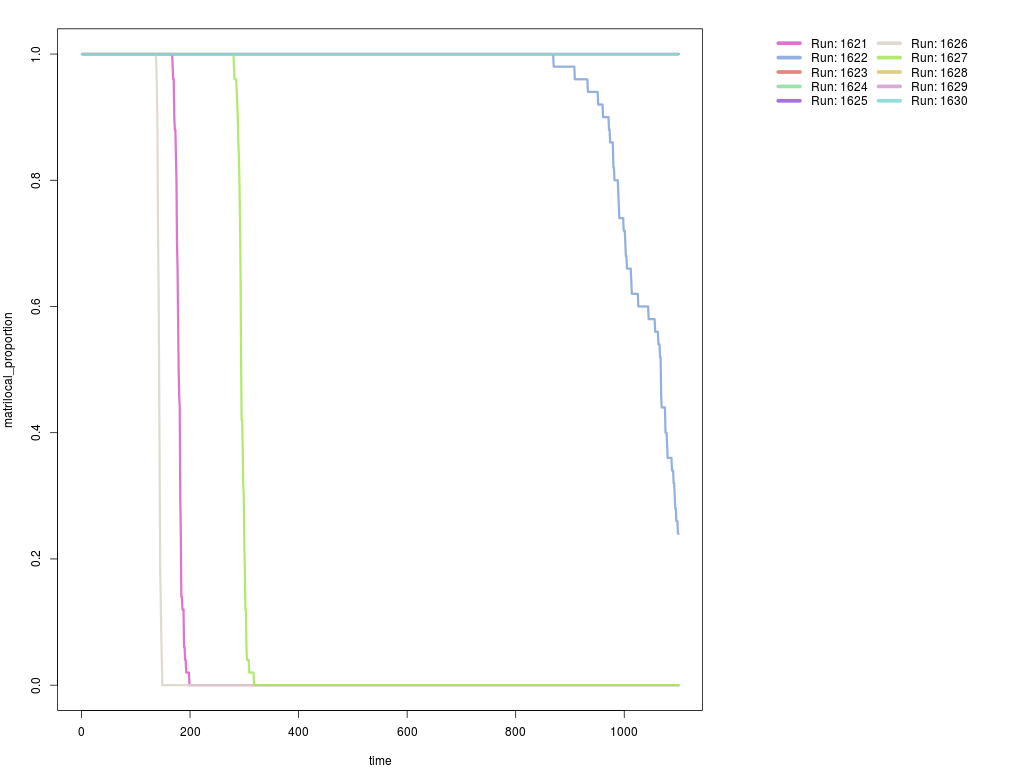 1.0
0.8
0.6
0.4
0.2
0.0
matrilocal_proportion
0 200 400 600 800 1000
time
Run: 1621 Run: 1626
Run: 1622 Run: 1627
Run: 1623 Run: 1628
Run: 1624 Run: 1629
Run: 1625 Run: 1630